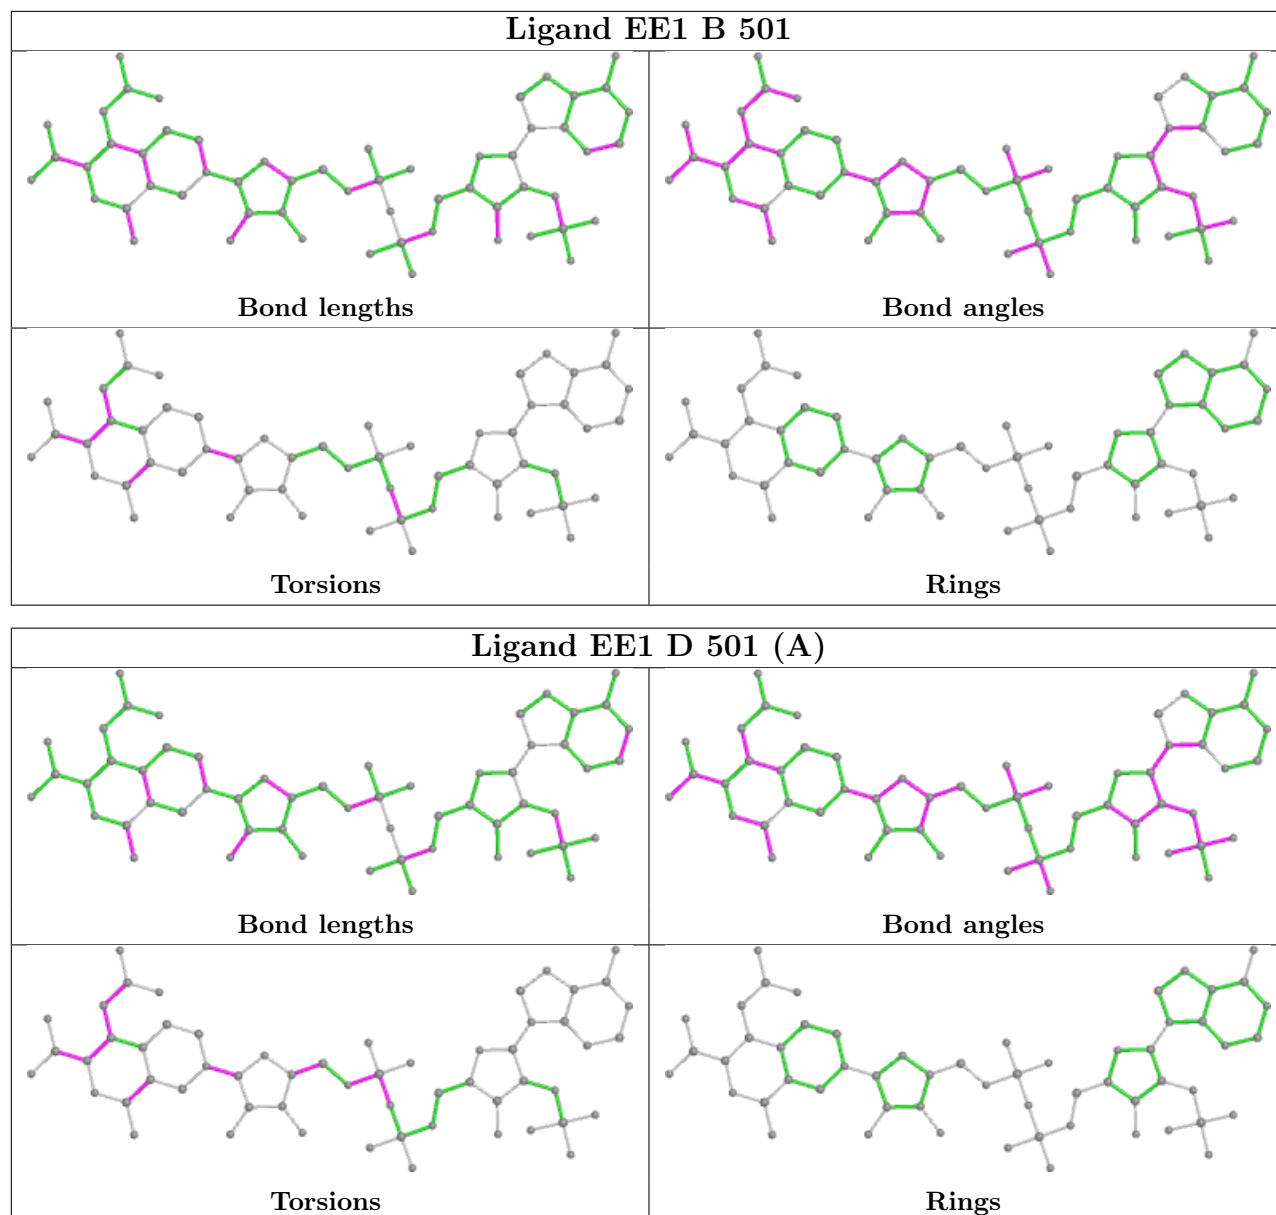 Ligand EE1 B 501
Bond lengths
Bond angles
Torsions
Rings
Ligand EE1 D 501 (A)
Bond lengths
Bond angles
Torsions
Rings